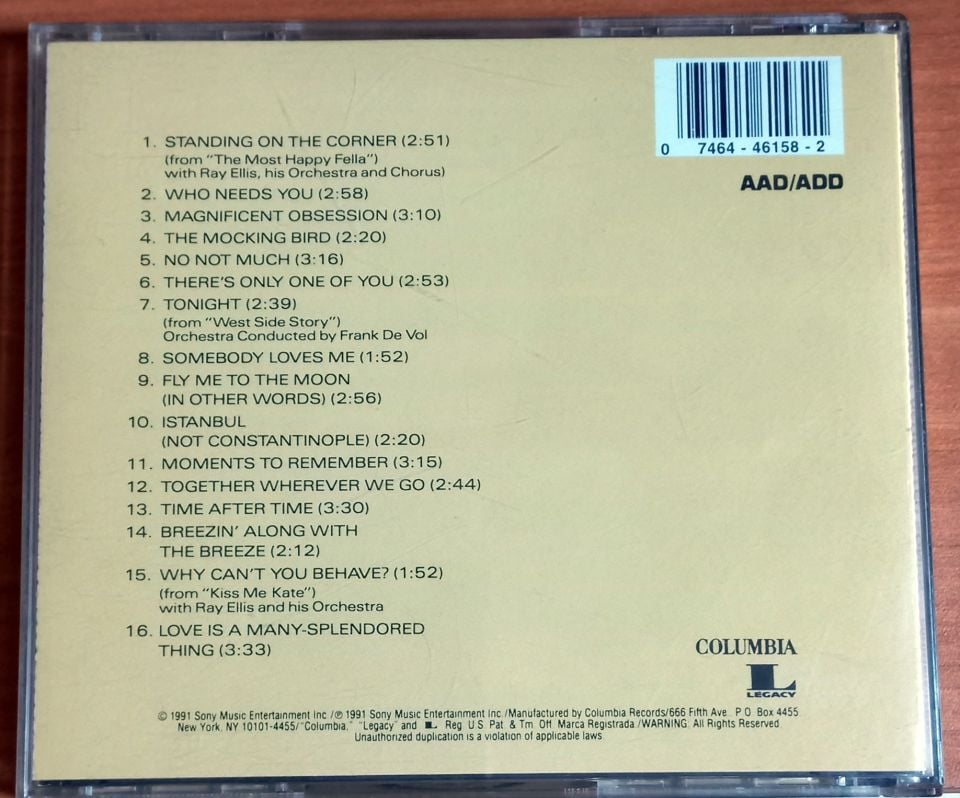 0 7464 - 46158 - 2
AAD/ADD
1. STANDING ON THE CORNER (2:51)
(from "The Most Happy Fella")
with Ray Ellis, his Orchestra and Chorus)
2. WHO NEEDS YOU (2:58)
3. MAGNIFICENT OBSESSION (3:10)
4. THE MOCKING BIRD (2:20)
5. NO NOT MUCH (3:16)
6. THERE'S ONLY ONE OF YOU (2:53)
7. TONIGHT (2:39)
(from "West Side Story")
Orchestra Conducted by Frank De Vol
8. SOMEBODY LOVES ME (1:52)
9. FLY ME TO THE MOON
(IN OTHER WORDS) (2:56)
10. ISTANBUL
(NOT CONSTANTINOPLE) (2:20)
11. MOMENTS TO REMEMBER (3:15)
12. TOGETHER WHEREVER WE GO (2:44)
13. TIME AFTER TIME (3:30)
14. BREEZIN' ALONG WITH
THE BREEZE (2:12)
15. WHY CAN'T YOU BEHAVE? (1:52)
(from "Kiss Me Kate")
with Ray Ellis and his Orchestra
16. LOVE IS A MANY-SPLENDORED
THING (3:33)
COLUMBIA
L
LEGACY
© 1991 Sony Music Entertainment Inc./℗ 1991 Sony Music Entertainment Inc./Manufactured by Columbia Records/666 Fifth Ave., P.O. Box 4455
New York, NY 10101-4455/"Columbia," "Legacy" and L Reg. U.S. Pat. & Tm. Off. Marca Registrada./WARNING: All Rights Reserved.
Unauthorized duplication is a violation of applicable laws.